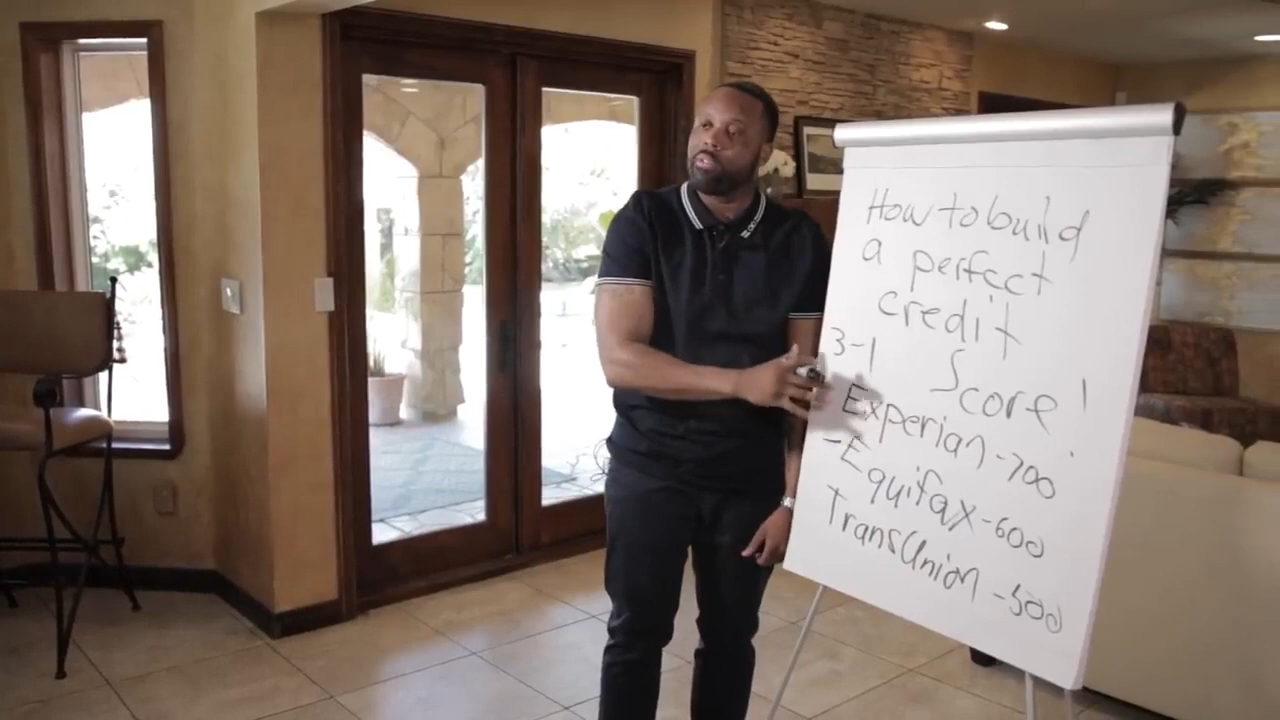 How to build
a perfect
credit
3-1 Score!
Experian-700
-Equifax-600
TransUnion-500